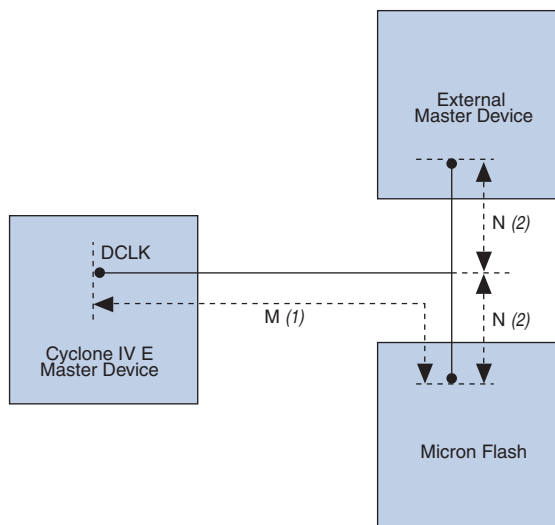 External
Master Device
N (2)
DCLK
M (1)
N (2)
Cyclone IV E
Master Device
Micron Flash